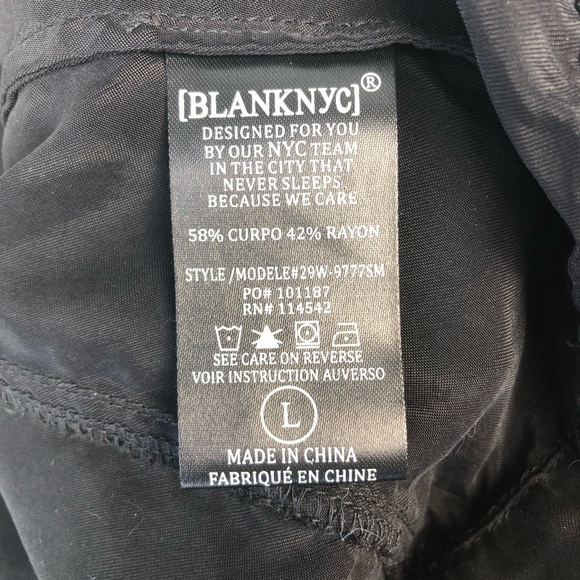 [BLANKNYC]®
DESIGNED FOR YOU
BY OUR NYC TEAM
IN THE CITY THAT
NEVER SLEEPS
BECAUSE WE CARE
58% CURPO 42% RAYON
STYLE /MODELE#29W-9777SM
PO# 101187
RN# 114542
SEE CARE ON REVERSE
VOIR INSTRUCTION AUVERSO
L
MADE IN CHINA
FABRIQUÉ EN CHINE